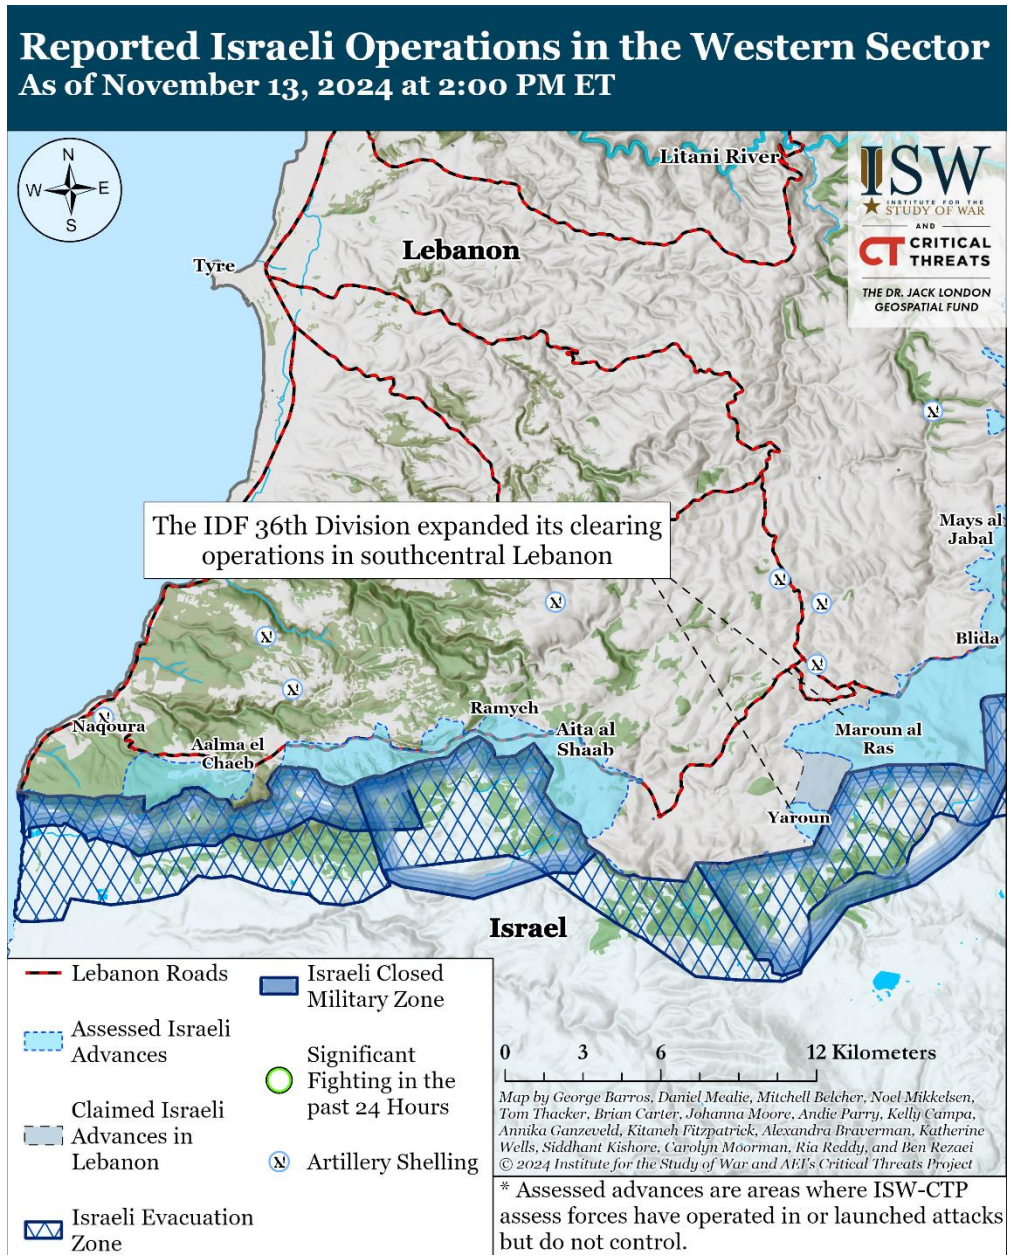 Reported Israeli Operations in the Western Sector
As of November 13, 2024 at 2:00 PM ET
N
W
E
S
Litani River
ISW
INSTITUTE FOR THE
STUDY OF WAR
AND
CT CRITICAL
THREATS
THE DR. JACK LONDON
GEOSPATIAL FUND
Lebanon
Tyre
The IDF 36th Division expanded its clearing
operations in southcentral Lebanon
Mays al
Jabal
Blida
Naqoura
Aalma el
Chaeb
Ramyeh
Aita al
Shaab
Maroun al
Ras
Yaroun
Israel
Lebanon Roads
Assessed Israeli
Advances
Claimed Israeli
Advances in
Lebanon
Israeli Evacuation
Zone
Israeli Closed
Military Zone
Significant
Fighting in the
past 24 Hours
Artillery Shelling
0 3 6 12 Kilometers
Map by George Barros, Daniel Mealie, Mitchell Belcher, Noel Mikkelsen,
Tom Thacker, Brian Carter, Johanna Moore, Andie Parry, Kelly Campa,
Annika Ganzeveld, Kitaneh Fitzpatrick, Alexandra Braverman, Katherine
Wells, Siddhant Kishore, Carolyn Moorman, Ria Reddy, and Ben Rezaei
© 2024 Institute for the Study of War and AEI's Critical Threats Project
* Assessed advances are areas where ISW-CTP
assess forces have operated in or launched attacks
but do not control.